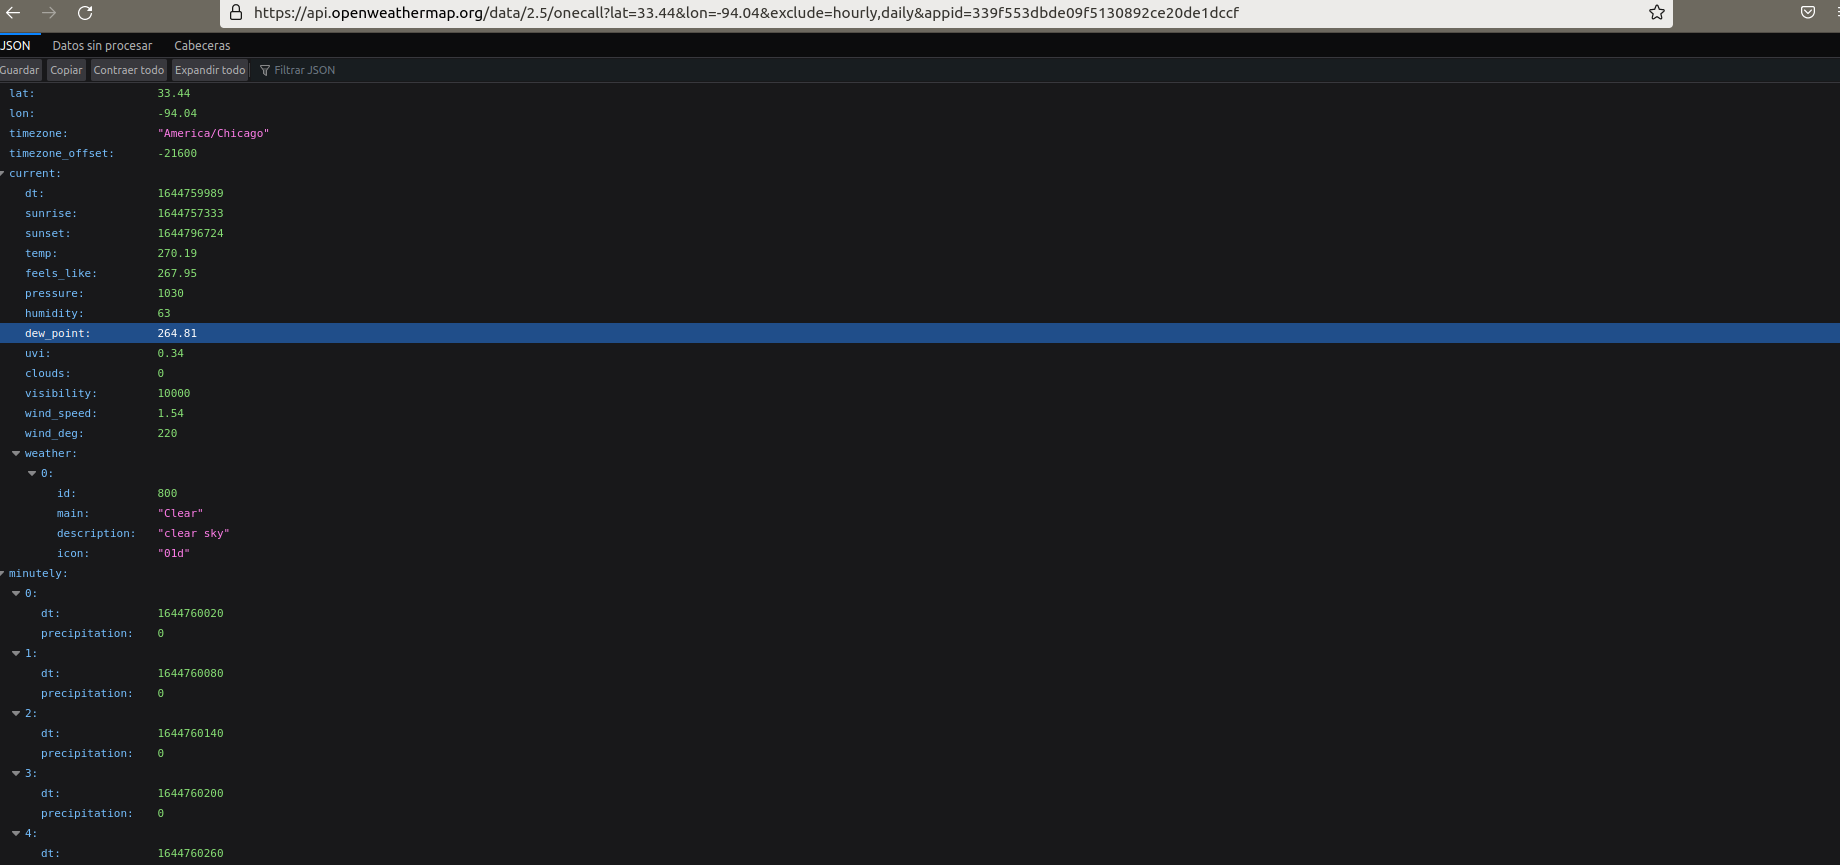 https://api.openweathermap.org/data/2.5/onecall?lat=33.44&lon=-94.04&exclude=hourly,daily&appid=339f553dbde09f5130892ce20de1dccf
JSON Datos sin procesar Cabeceras
Guardar Copiar Contraer todo Expandir todo Filtrar JSON
lat: 33.44
lon: -94.04
timezone: "America/Chicago"
timezone_offset: -21600
current:
dt: 1644759989
sunrise: 1644757333
sunset: 1644796724
temp: 270.19
feels_like: 267.95
pressure: 1030
humidity: 63
dew_point: 264.81
uvi: 0.34
clouds: 0
visibility: 10000
wind_speed: 1.54
wind_deg: 220
weather:
0:
id: 800
main: "Clear"
description: "clear sky"
icon: "01d"
minutely:
0:
dt: 1644760020
precipitation: 0
1:
dt: 1644760080
precipitation: 0
2:
dt: 1644760140
precipitation: 0
3:
dt: 1644760200
precipitation: 0
4:
dt: 1644760260